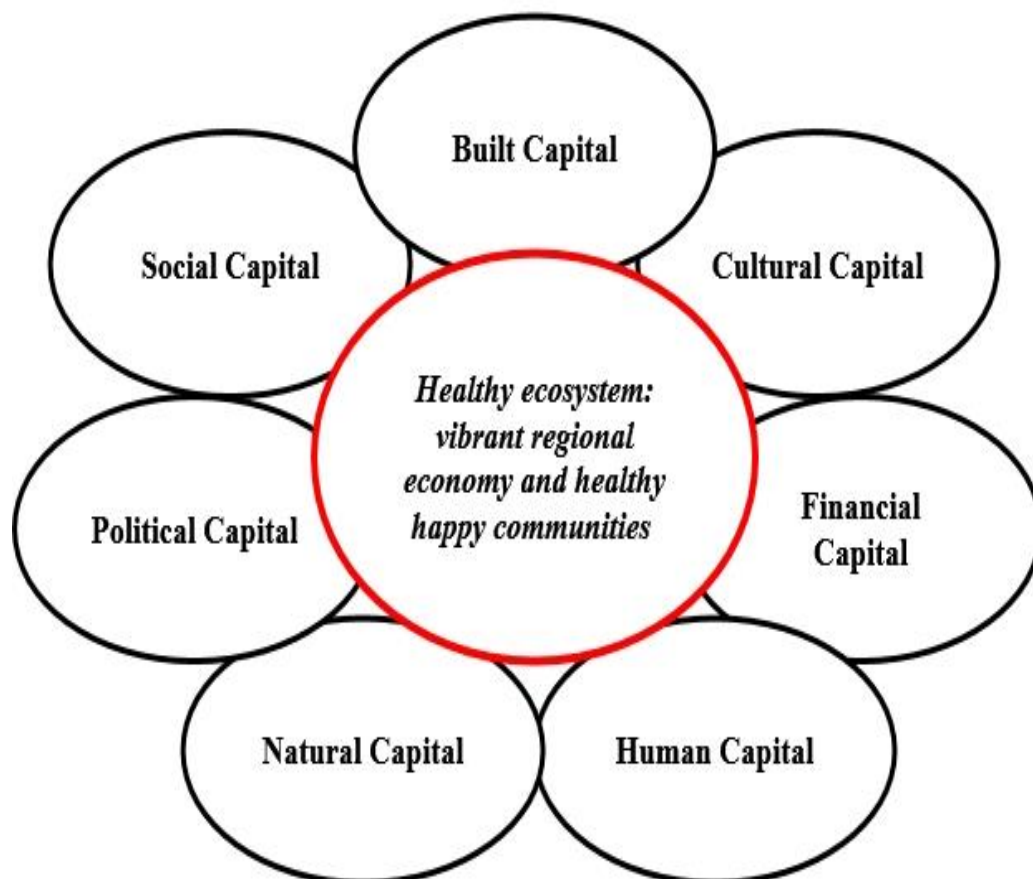 Built Capital
Social Capital
Cultural Capital
Healthy ecosystem:
vibrant regional
economy and healthy
happy communities
Political Capital
Financial
Capital
Natural Capital
Human Capital